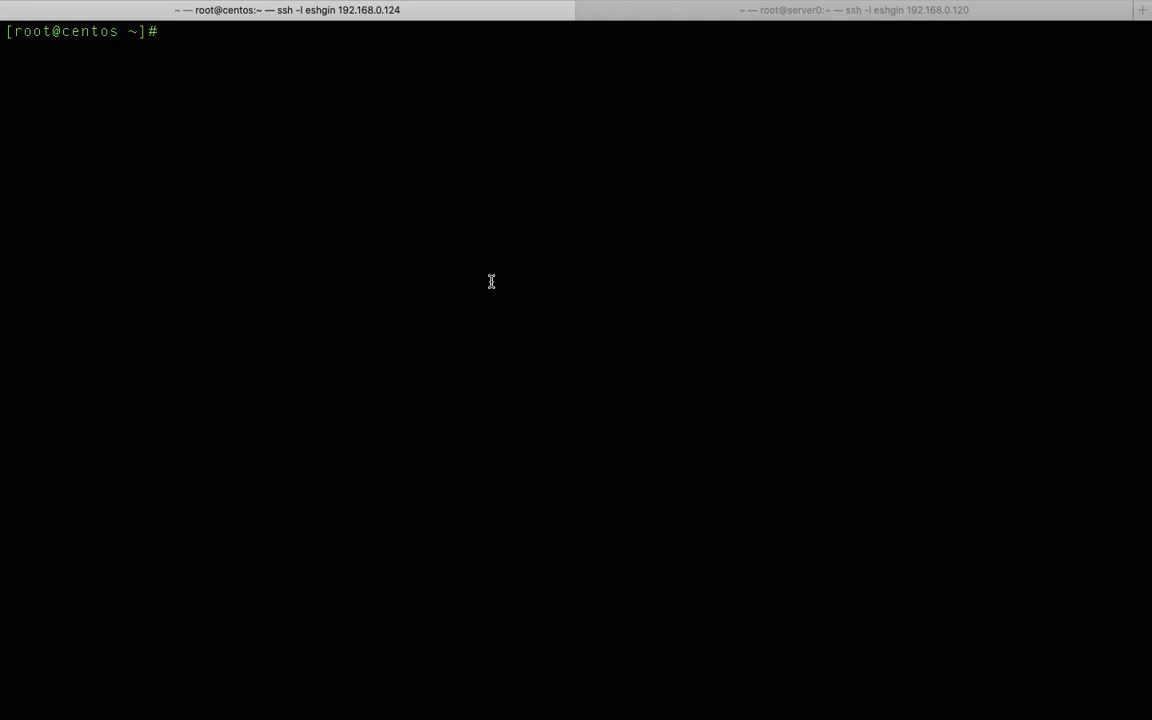 ~ — root@centos:~ — ssh -l eshgin 192.168.0.124
~ — root@server0:~ — ssh -l eshgin 192.168.0.120
+
[root@centos ~]#